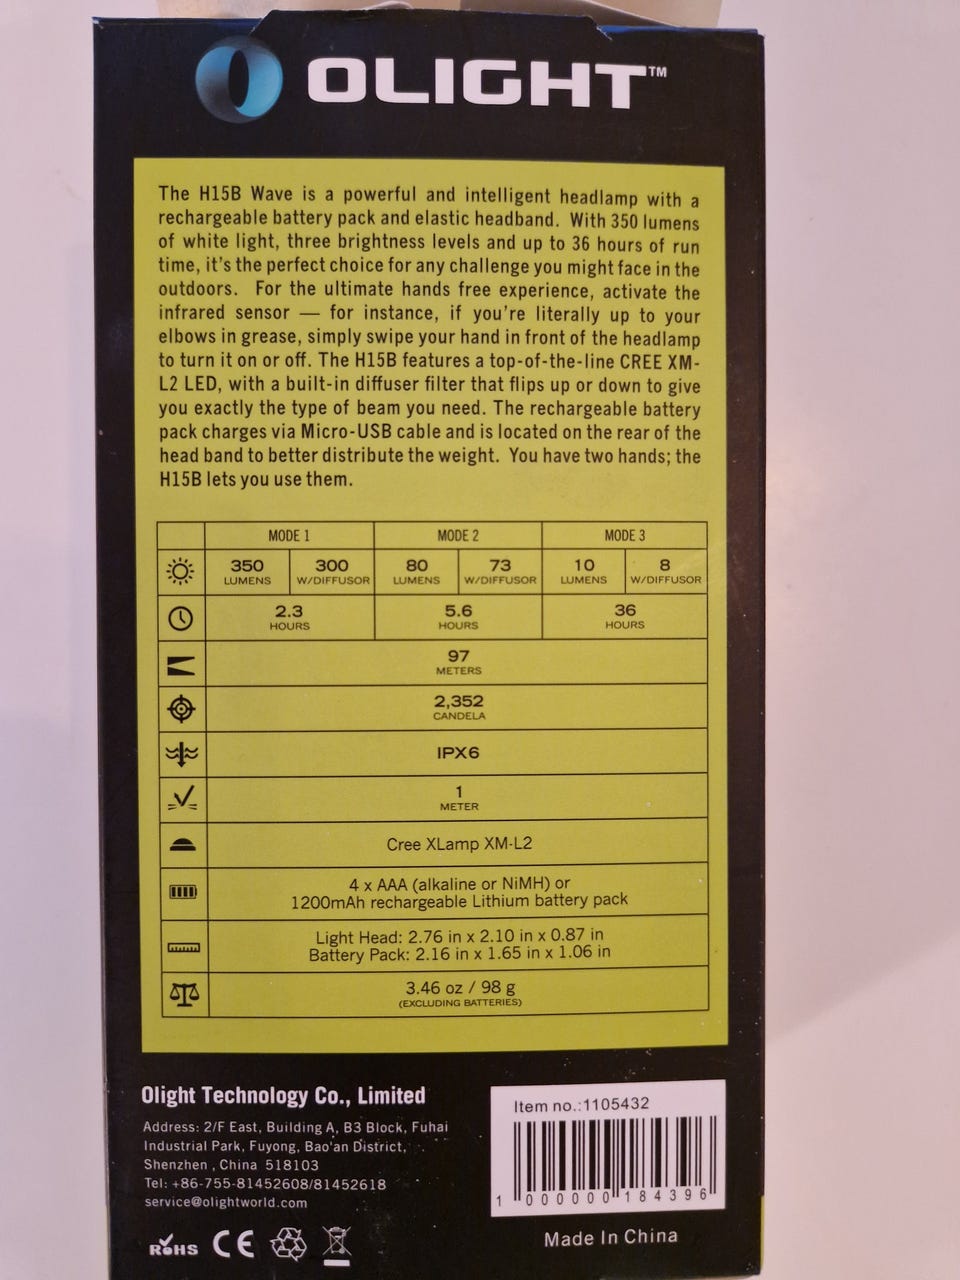 OLIGHT™
The H15B Wave is a powerful and intelligent headlamp with a
rechargeable battery pack and elastic headband. With 350 lumens
of white light, three brightness levels and up to 36 hours of run
time, it's the perfect choice for any challenge you might face in the
outdoors. For the ultimate hands free experience, activate the
infrared sensor — for instance, if you're literally up to your
elbows in grease, simply swipe your hand in front of the headlamp
to turn it on or off. The H15B features a top-of-the-line CREE XM-
L2 LED, with a built-in diffuser filter that flips up or down to give
you exactly the type of beam you need. The rechargeable battery
pack charges via Micro-USB cable and is located on the rear of the
head band to better distribute the weight. You have two hands; the
H15B lets you use them.
MODE 1 MODE 2 MODE 3
350 300 80 73 10 8
LUMENS W/DIFFUSOR LUMENS W/DIFFUSOR LUMENS W/DIFFUSOR
2.3 5.6 36
HOURS HOURS HOURS
97
METERS
2,352
CANDELA
IPX6
1
METER
Cree XLamp XM-L2
4 x AAA (alkaline or NiMH) or
1200mAh rechargeable Lithium battery pack
Light Head: 2.76 in x 2.10 in x 0.87 in
Battery Pack: 2.16 in x 1.65 in x 1.06 in
3.46 oz / 98 g
(EXCLUDING BATTERIES)
Olight Technology Co., Limited
Address: 2/F East, Building A, B3 Block, Fuhai
Industrial Park, Fuyong, Bao'an District,
Shenzhen , China 518103
Tel: +86-755-81452608/81452618
service@olightworld.com
RoHS CE
Item no.:1105432
1 000000 184396
Made In China